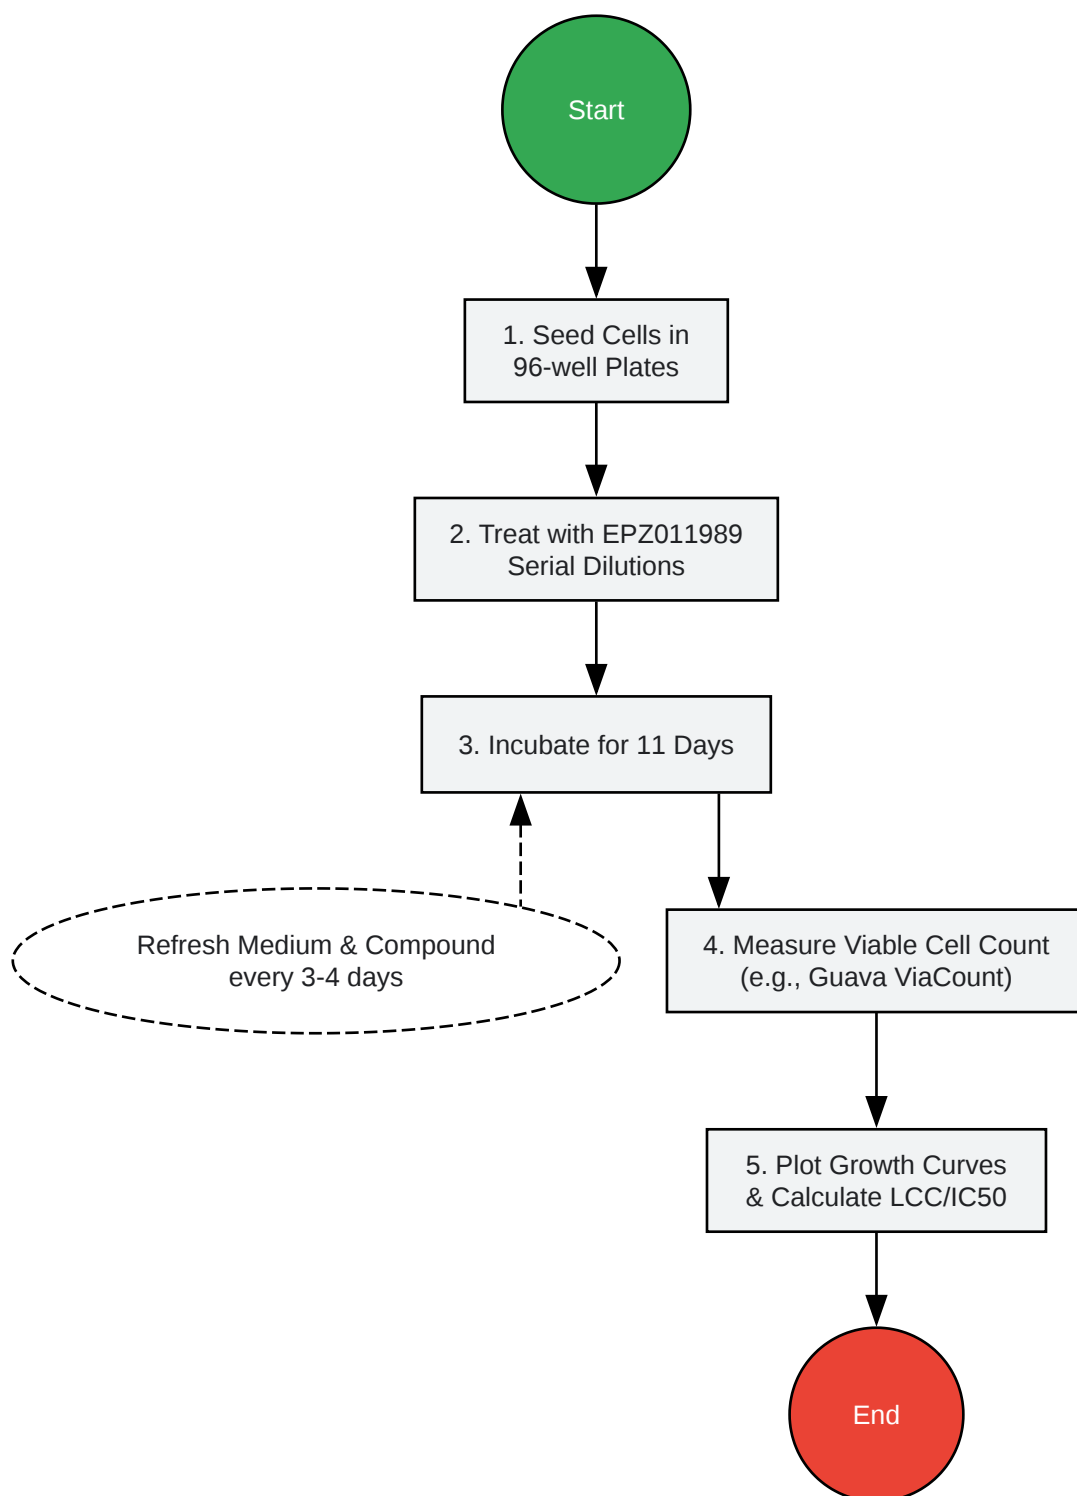 Start
1. Seed Cells in
96-well Plates
2. Treat with EPZ011989
Serial Dilutions
3. Incubate for 11 Days
Refresh Medium & Compound
every 3-4 days
4. Measure Viable Cell Count
(e.g., Guava ViaCount)
5. Plot Growth Curves
& Calculate LCC/IC50
End